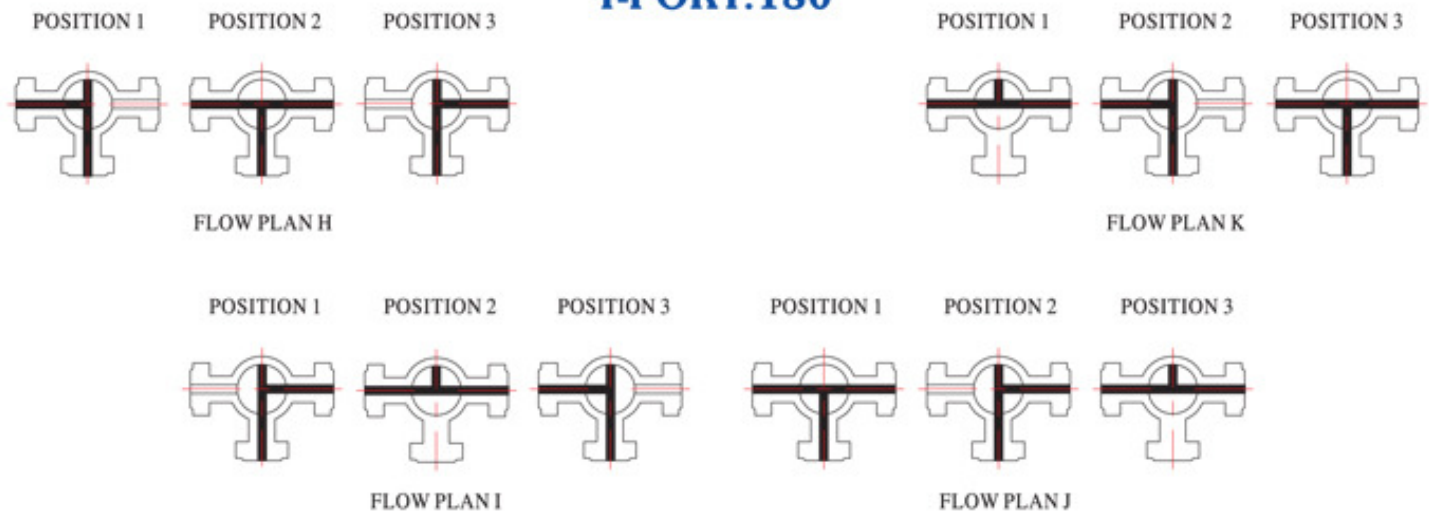 POSITION 1 POSITION 2 POSITION 3 POSITION 1 POSITION 2 POSITION 3
FLOW PLAN H FLOW PLAN K
POSITION 1 POSITION 2 POSITION 3 POSITION 1 POSITION 2 POSITION 3
FLOW PLAN I FLOW PLAN J